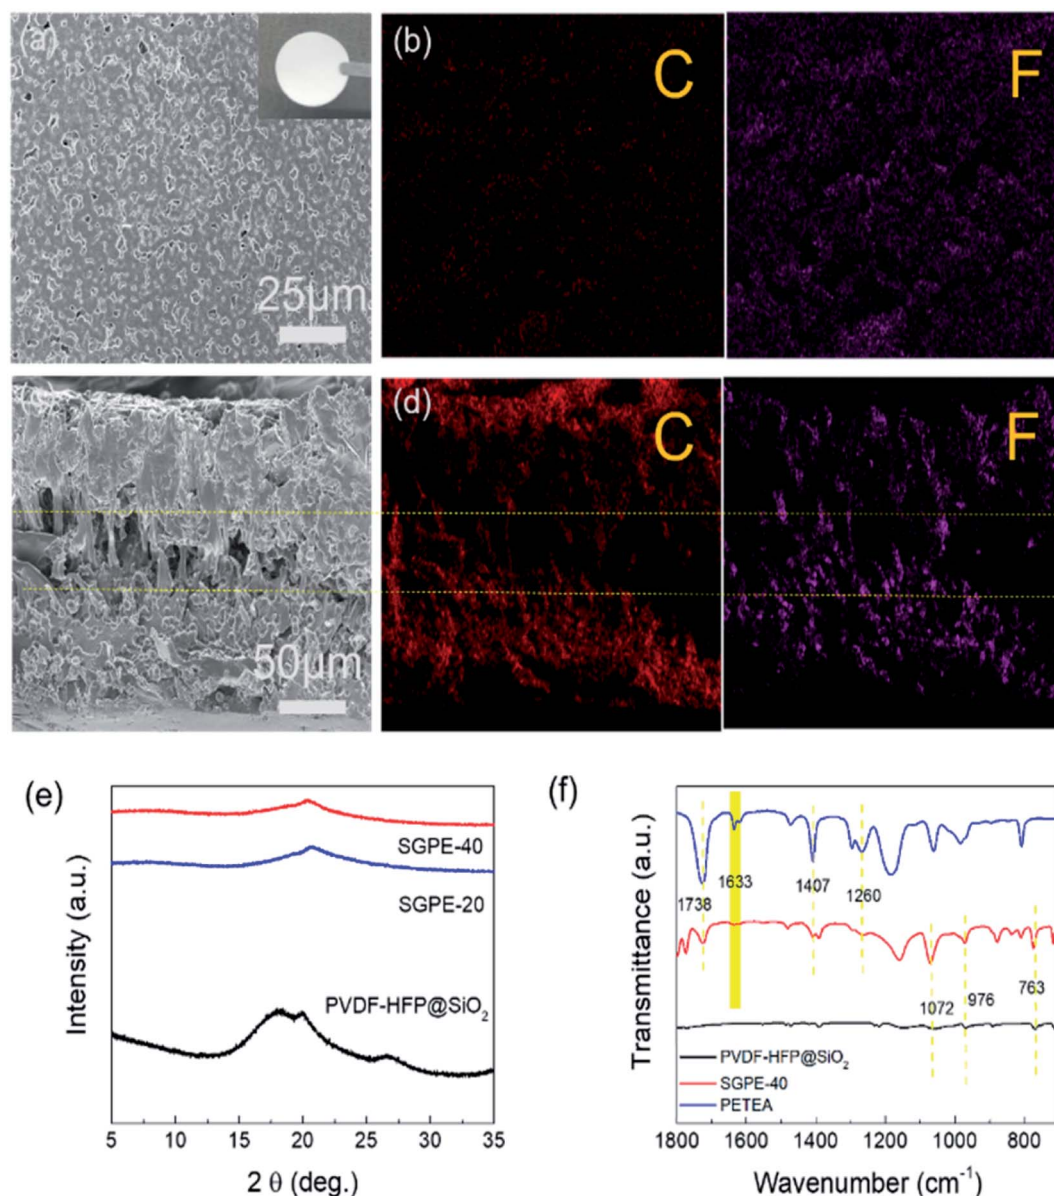 (a)
25μm
(b)
C
F
50μm
(d)
C
F
(e)
Intensity (a.u.)
SGPE-40
SGPE-20
PVDF-HFP@SiO₂
5 10 15 20 25 30 35
2 θ (deg.)
(f)
Transmittance (a.u.)
1738
1633
1407
1260
1072
976
763
PVDF-HFP@SiO₂
SGPE-40
PETEA
1800 1600 1400 1200 1000 800
Wavenumber (cm⁻¹)